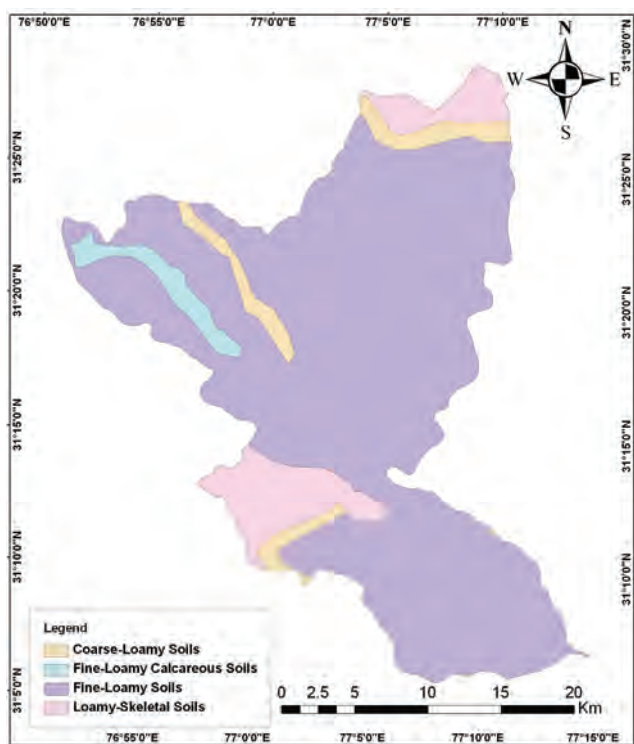 76°50'0"E 76°55'0"E 77°0'0"E 77°5'0"E 77°10'0"E
N
W E
S
31°30'0"N
31°25'0"N 31°25'0"N
31°20'0"N 31°20'0"N
31°15'0"N 31°15'0"N
31°10'0"N 31°10'0"N
31°5'0"N
Legend
Coarse-Loamy Soils
Fine-Loamy Calcareous Soils
Fine-Loamy Soils
Loamy-Skeletal Soils
0 2.5 5 10 15 20
Km
76°55'0"E 77°0'0"E 77°5'0"E 77°10'0"E 77°15'0"E